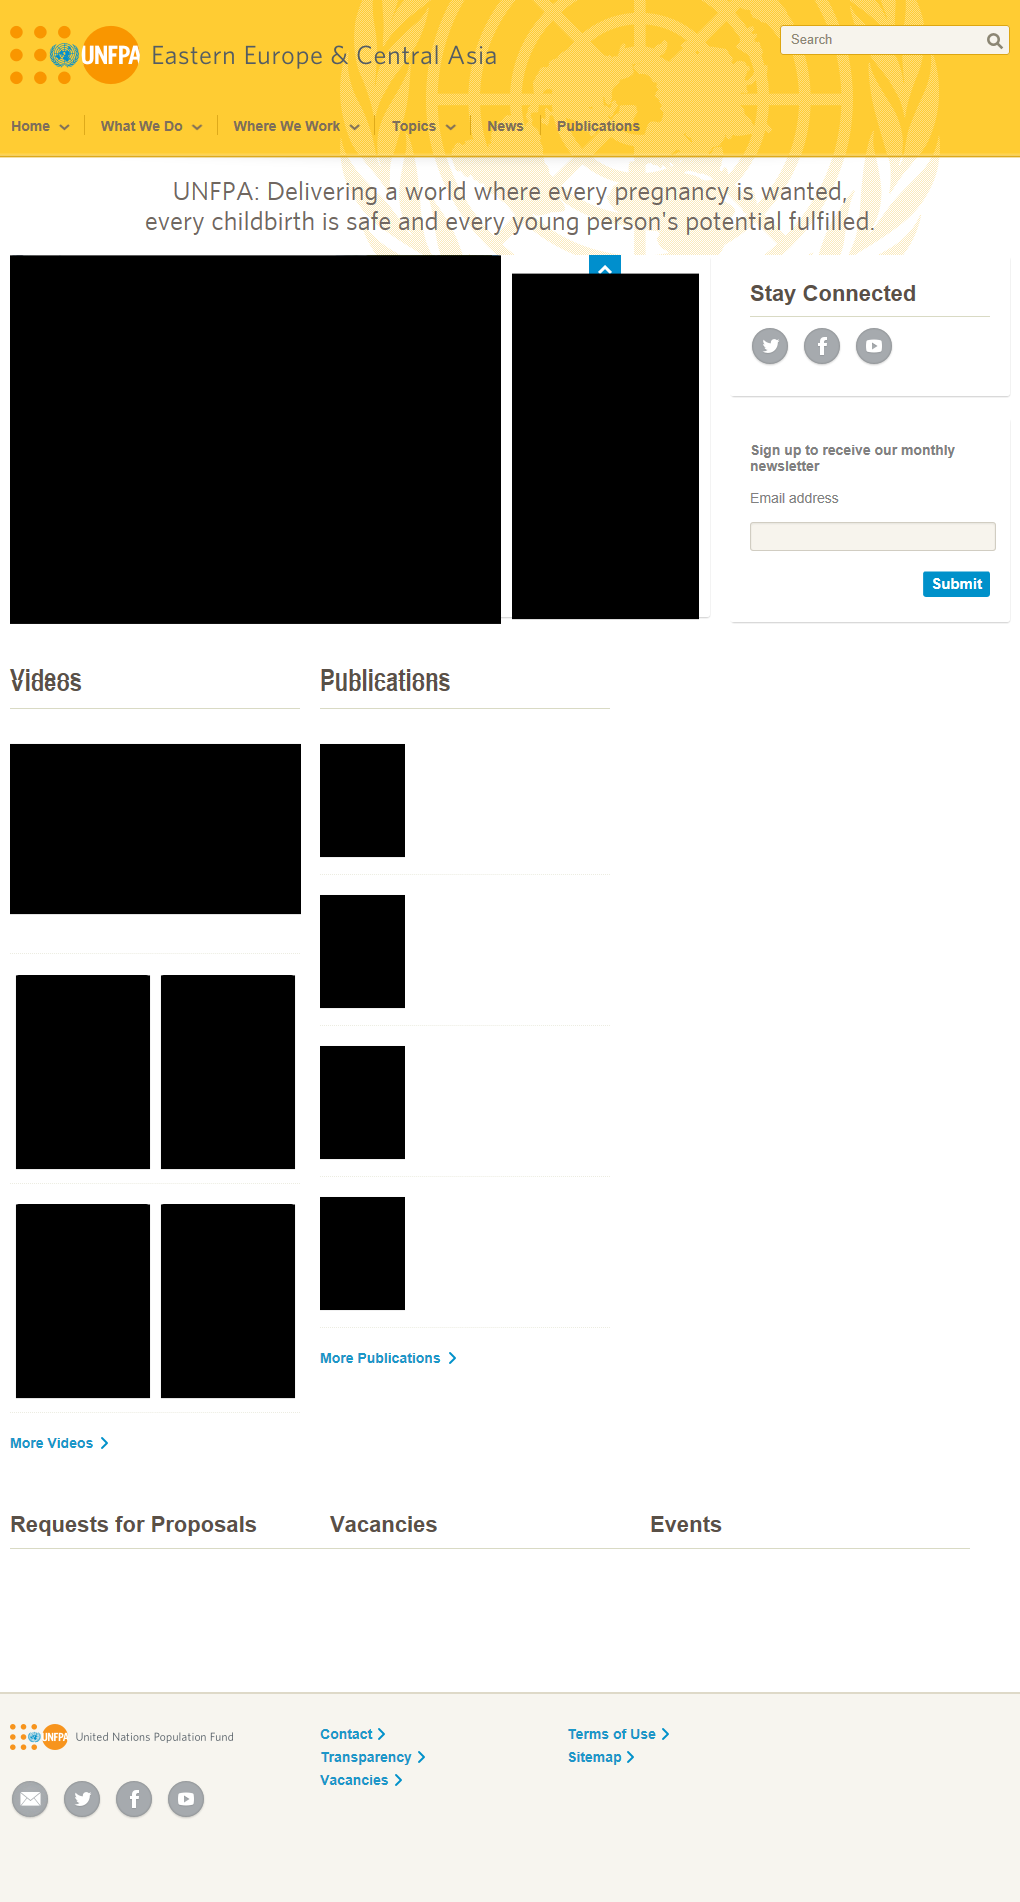 UNFPA Eastern Europe & Central Asia
Search
Home
What We Do
Where We Work
Topics
News
Publications
UNFPA: Delivering a world where every pregnancy is wanted,
every childbirth is safe and every young person's potential fulfilled.
Stay Connected
Sign up to receive our monthly
newsletter
Email address
Submit
Videos
Videos
Publications
Publications
More Publications
More Videos
Requests for Proposals
Vacancies
Events
UNFPA United Nations Population Fund
Contact
Transparency
Vacancies
Terms of Use
Sitemap